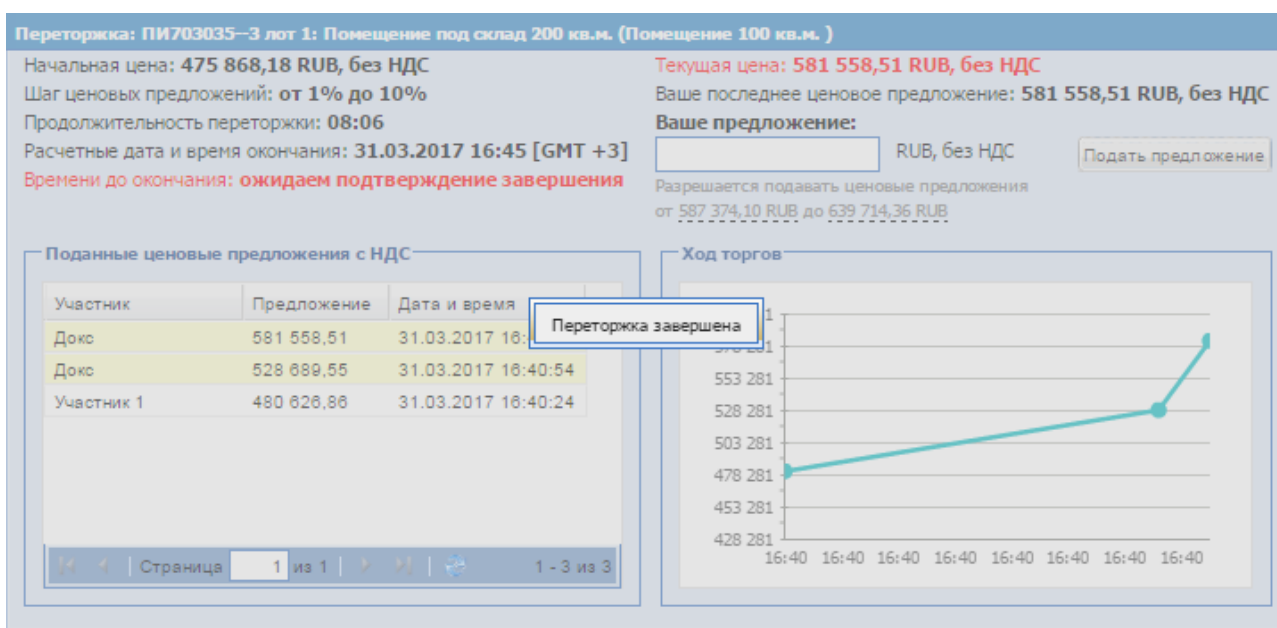 Переторжка: ПИ703035--3 лот 1: Помещение под склад 200 кв.м. (Помещение 100 кв.м. )
Начальная цена: 475 868,18 RUB, без НДС
Шаг ценовых предложений: от 1% до 10%
Продолжительность переторжки: 08:06
Расчетные дата и время окончания: 31.03.2017 16:45 [GMT +3]
Времени до окончания: ожидаем подтверждение завершения
Текущая цена: 581 558,51 RUB, без НДС
Ваше последнее ценовое предложение: 581 558,51 RUB, без НДС
Ваше предложение:
RUB, без НДС Подать предложение
Разрешается подавать ценовые предложения
от 587 374,10 RUB до 639 714,36 RUB
Поданные ценовые предложения с НДС
Участник Предложение Дата и время
Докс 581 558,51 31.03.2017 16:
Докс 528 689,55 31.03.2017 16:40:54
Участник 1 480 626,86 31.03.2017 16:40:24
Страница 1 из 1 1 - 3 из 3
Переторжка завершена
Ход торгов
553 281
528 281
503 281
478 281
453 281
428 281
16:40 16:40 16:40 16:40 16:40 16:40 16:40 16:40